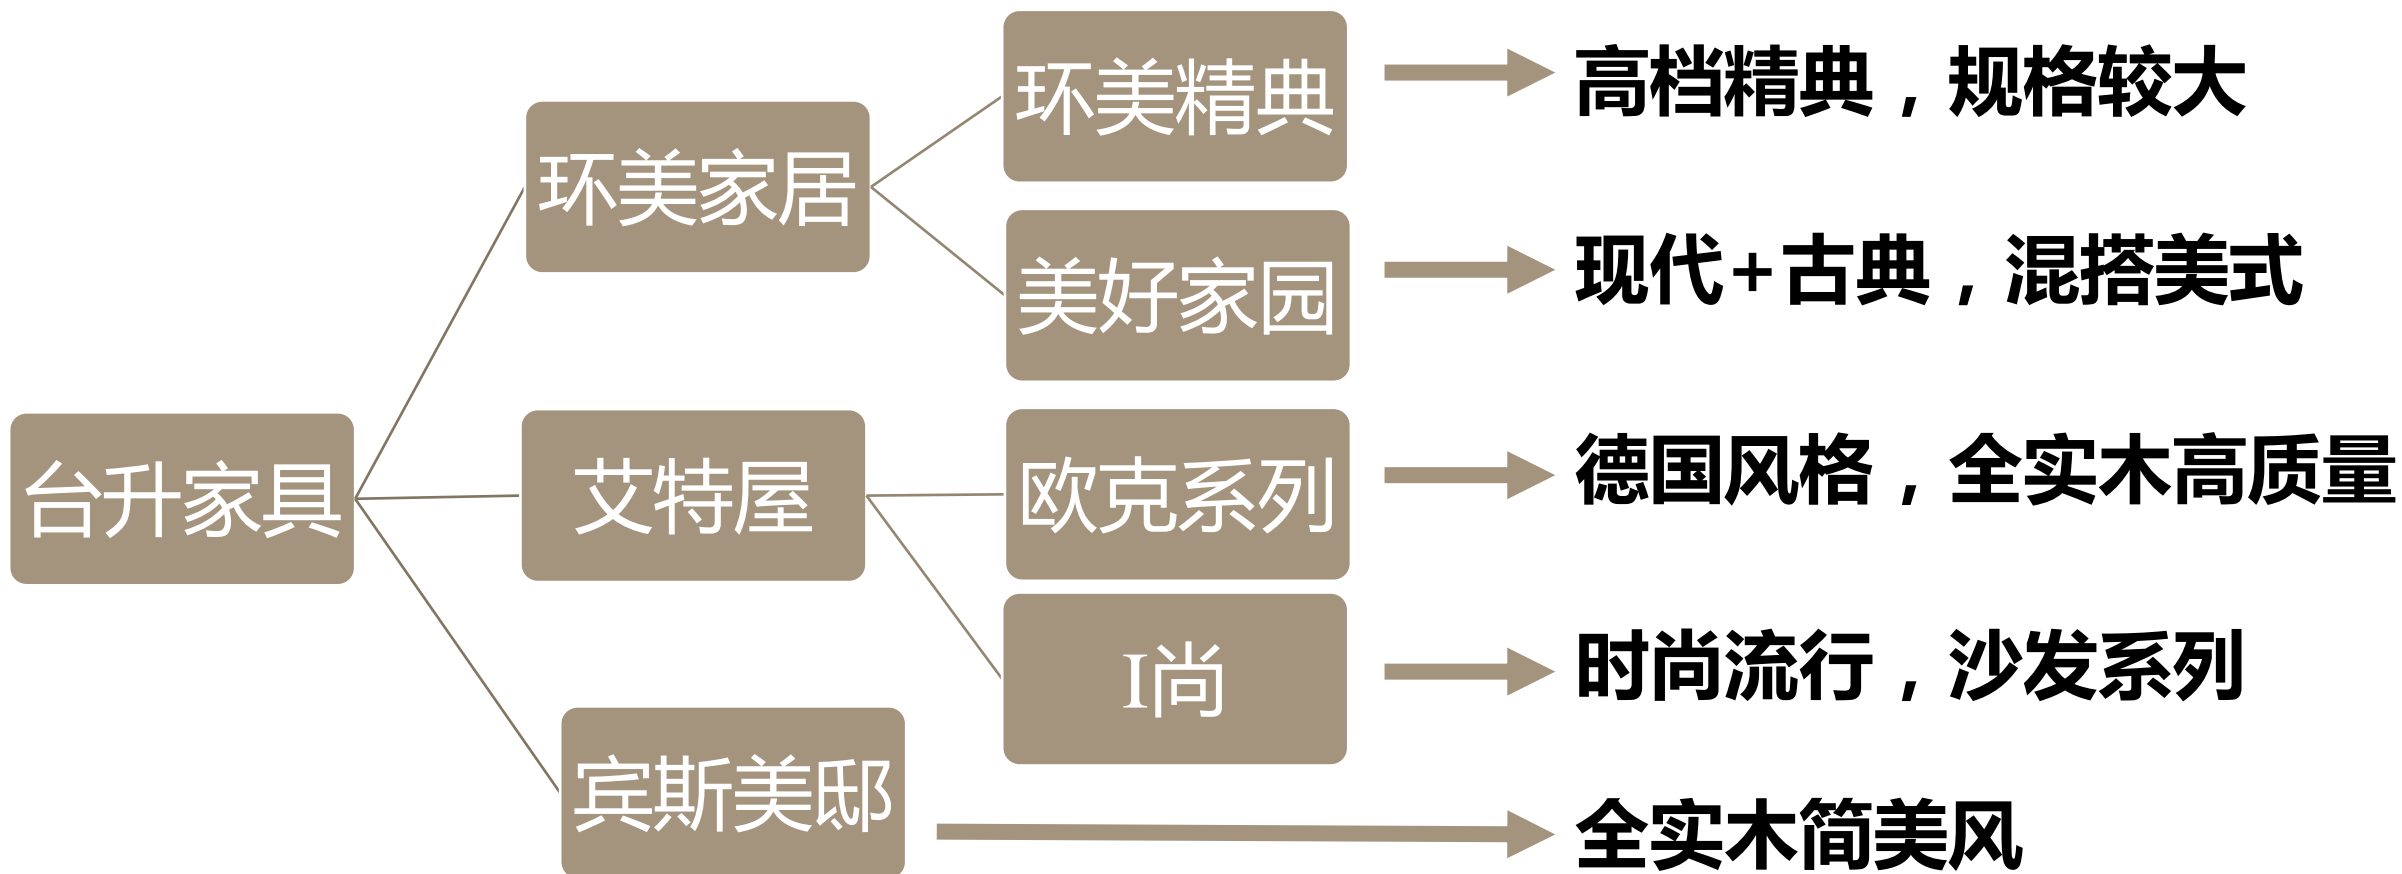 台升家具
环美家居
环美精典
高档精典，规格较大
美好家园
现代+古典，混搭美式
艾特屋
欧克系列
德国风格，全实木高质量
I尚
时尚流行，沙发系列
宾斯美邸
全实木简美风